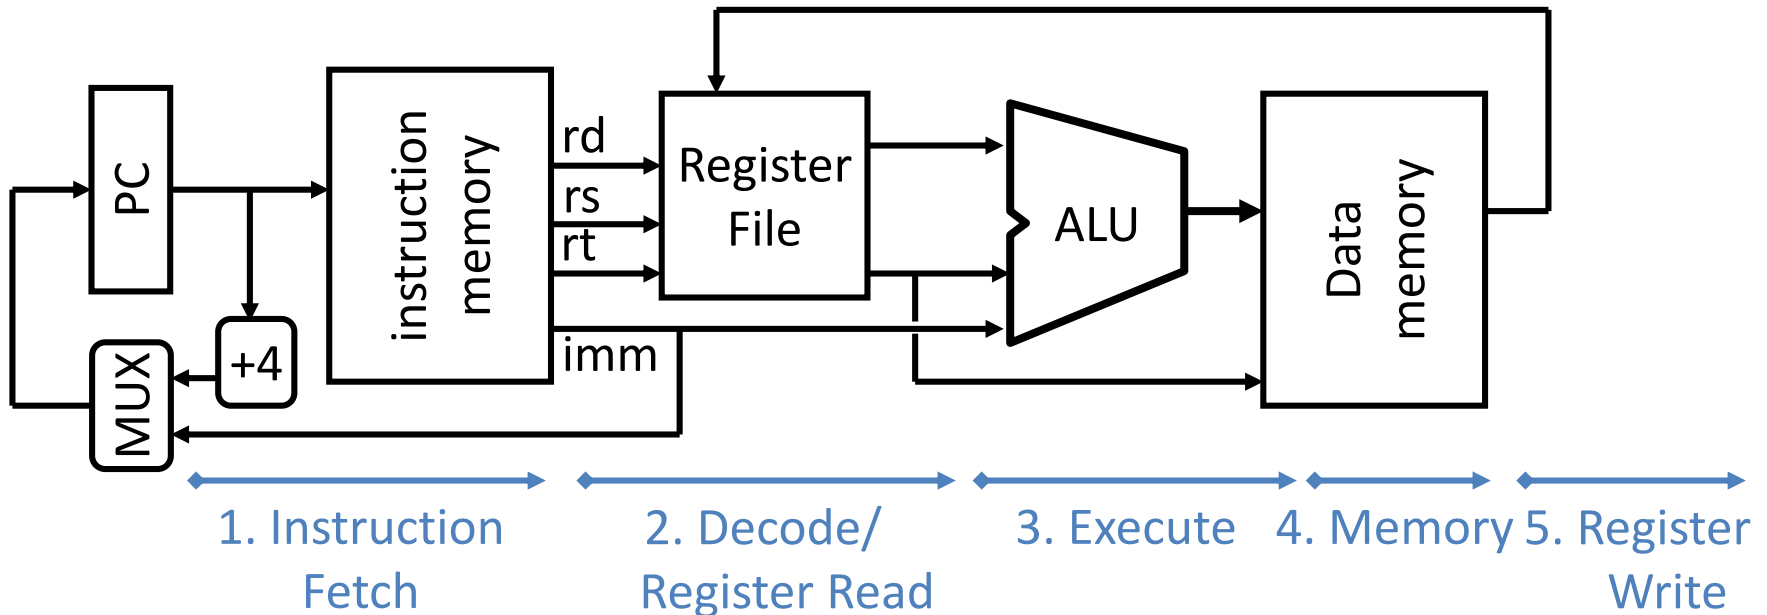 PC
MUX
+4
instruction
memory
rd
rs
rt
imm
Register
File
ALU
Data
memory
1. Instruction
Fetch
2. Decode/
Register Read
3. Execute
4. Memory
5. Register
Write